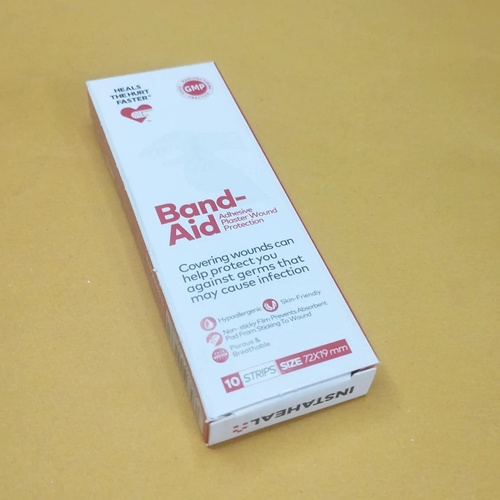 HEALS
THE HURT
FASTER™
GMP
Band-
Aid
Adhesive
Plaster Wound
Protection
Covering wounds can
help protect you
against germs that
may cause infection
Hypoallergenic
Skin-Friendly
Non- sticky Film Prevents Absorbent
Pad From Sticking To Wound
Porous &
Breathable
10 STRIPS SIZE 72X19 mm
INSTAHEAL